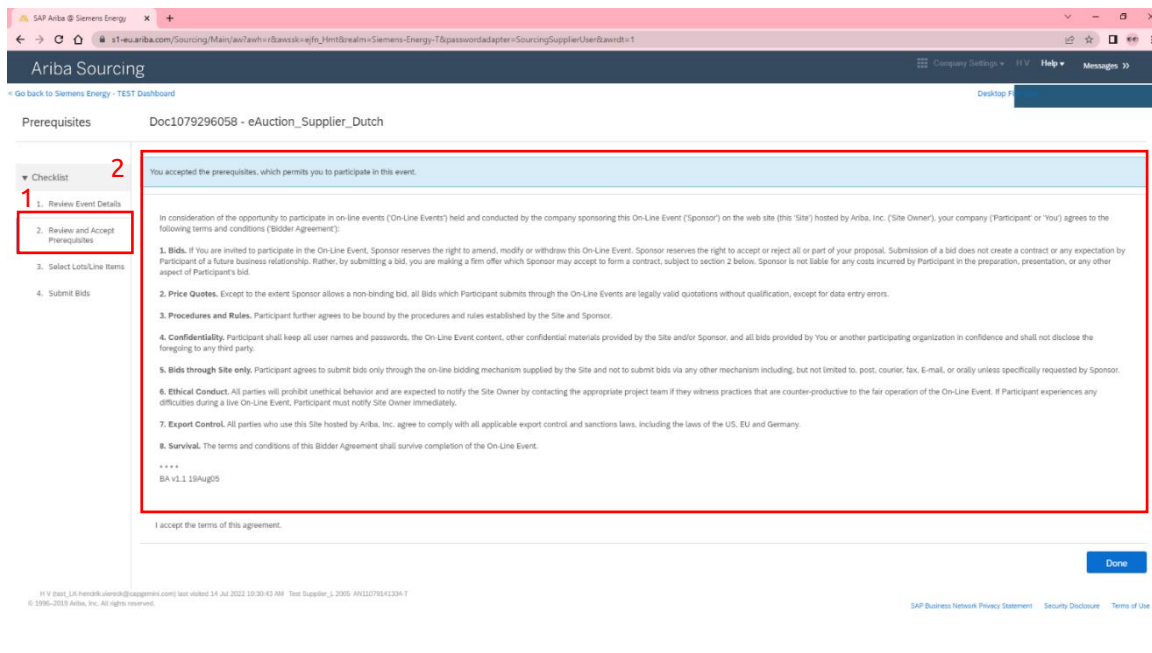 SAP Ariba @ Siemens Energy
s1-eu.ariba.com/Sourcing/Main/aw?awh=r&awssk=ejfn_Hmt&realm=Siemens-Energy-T&passwordadapter=SourcingSupplierUser&awrdt=1
Ariba Sourcing
Company Settings
H V
Help
Messages
< Go back to Siemens Energy - TEST Dashboard
Desktop
Prerequisites
Doc1079296058 - eAuction_Supplier_Dutch
Checklist
2
1
1. Review Event Details
2. Review and Accept
Prerequisites
3. Select Lots/Line Items
4. Submit Bids
You accepted the prerequisites, which permits you to participate in this event.
In consideration of the opportunity to participate in on-line events ('On-Line Events') held and conducted by the company sponsoring this On-Line Event ('Sponsor') on the web site (this 'Site') hosted by Ariba, Inc. ('Site Owner'), your company ('Participant' or 'You') agrees to the
following terms and conditions ('Bidder Agreement'):
1. Bids. If You are invited to participate in the On-Line Event, Sponsor reserves the right to amend, modify or withdraw this On-Line Event. Sponsor reserves the right to accept or reject all or part of your proposal. Submission of a bid does not create a contract or any expectation by
Participant of a future business relationship. Rather, by submitting a bid, you are making a firm offer which Sponsor may accept to form a contract, subject to section 2 below. Sponsor is not liable for any costs incurred by Participant in the preparation, presentation, or any other
aspect of Participant's bid.
2. Price Quotes. Except to the extent Sponsor allows a non-binding bid, all Bids which Participant submits through the On-Line Events are legally valid quotations without qualification, except for data entry errors.
3. Procedures and Rules. Participant further agrees to be bound by the procedures and rules established by the Site and Sponsor.
4. Confidentiality. Participant shall keep all user names and passwords, the On-Line Event content, other confidential materials provided by the Site and/or Sponsor, and all bids provided by You or another participating organization in confidence and shall not disclose the
foregoing to any third party.
5. Bids through Site only. Participant agrees to submit bids only through the on-line bidding mechanism supplied by the Site and not to submit bids via any other mechanism including, but not limited to, post, courier, fax, E-mail, or orally unless specifically requested by Sponsor.
6. Ethical Conduct. All parties will prohibit unethical behavior and are expected to notify the Site Owner by contacting the appropriate project team if they witness practices that are counter-productive to the fair operation of the On-Line Event. If Participant experiences any
difficulties during a live On-Line Event, Participant must notify Site Owner immediately.
7. Export Control. All parties who use this Site hosted by Ariba, Inc. agree to comply with all applicable export control and sanctions laws, including the laws of the US, EU and Germany.
8. Survival. The terms and conditions of this Bidder Agreement shall survive completion of the On-Line Event.
* * * *
BA v1.1 19Aug05
I accept the terms of this agreement.
Done
last visited 14 Jul 2022 10:30:43 AM Test Supplier_L 2005
© 1996–2019 Ariba, Inc. All rights reserved.
SAP Business Network Privacy Statement
Security Disclosure
Terms of Use